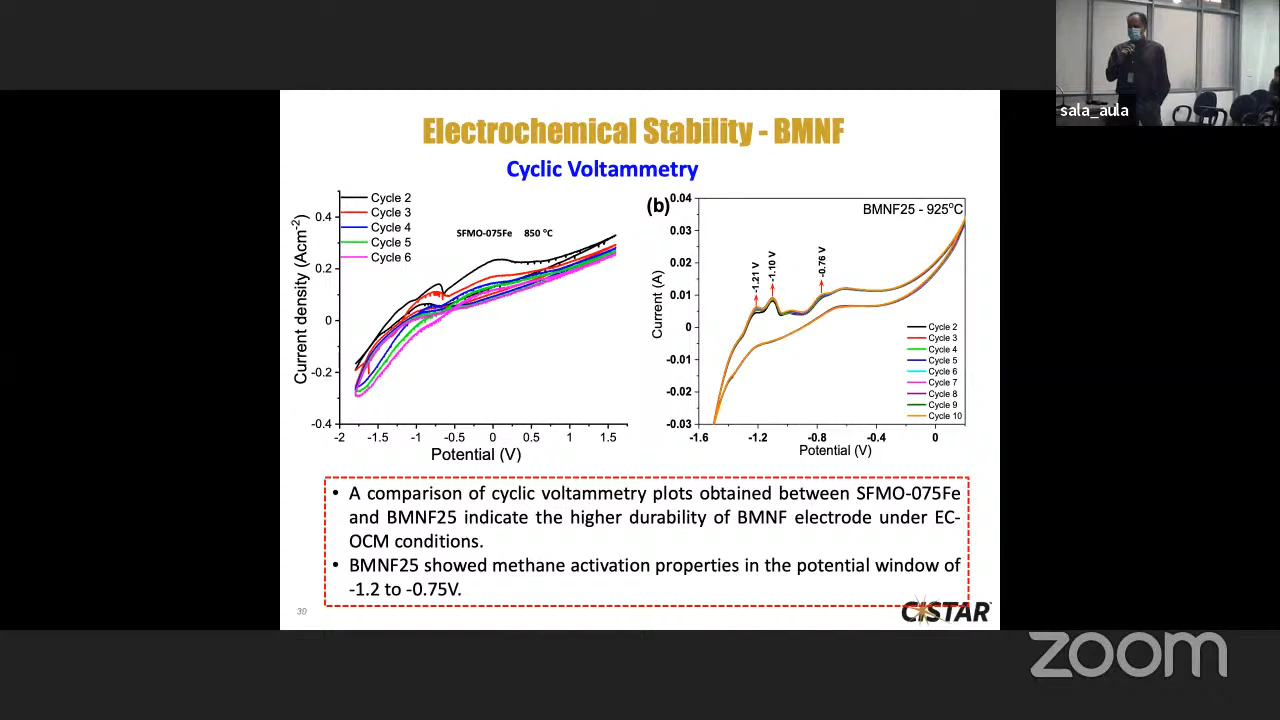 sala_aula
Electrochemical Stability - BMNF
Cyclic Voltammetry
Cycle 2
Cycle 3
Cycle 4
Cycle 5
Cycle 6
SFMO-075Fe 850 °C
Current density (Acm-2)
0.4
0.2
0
-0.2
-0.4
-2
-1.5
-1
-0.5
0
0.5
1
1.5
Potential (V)
(b)
BMNF25 - 925°C
-1.21 V
-1.10 V
-0.76 V
Current (A)
0.04
0.03
0.02
0.01
0
-0.01
-0.02
-0.03
Cycle 2
Cycle 3
Cycle 4
Cycle 5
Cycle 6
Cycle 7
Cycle 8
Cycle 9
Cycle 10
-1.6
-1.2
-0.8
-0.4
0
Potential (V)
• A comparison of cyclic voltammetry plots obtained between SFMO-075Fe
and BMNF25 indicate the higher durability of BMNF electrode under EC-
OCM conditions.
• BMNF25 showed methane activation properties in the potential window of
-1.2 to -0.75V.
39
CISTAR
zoom